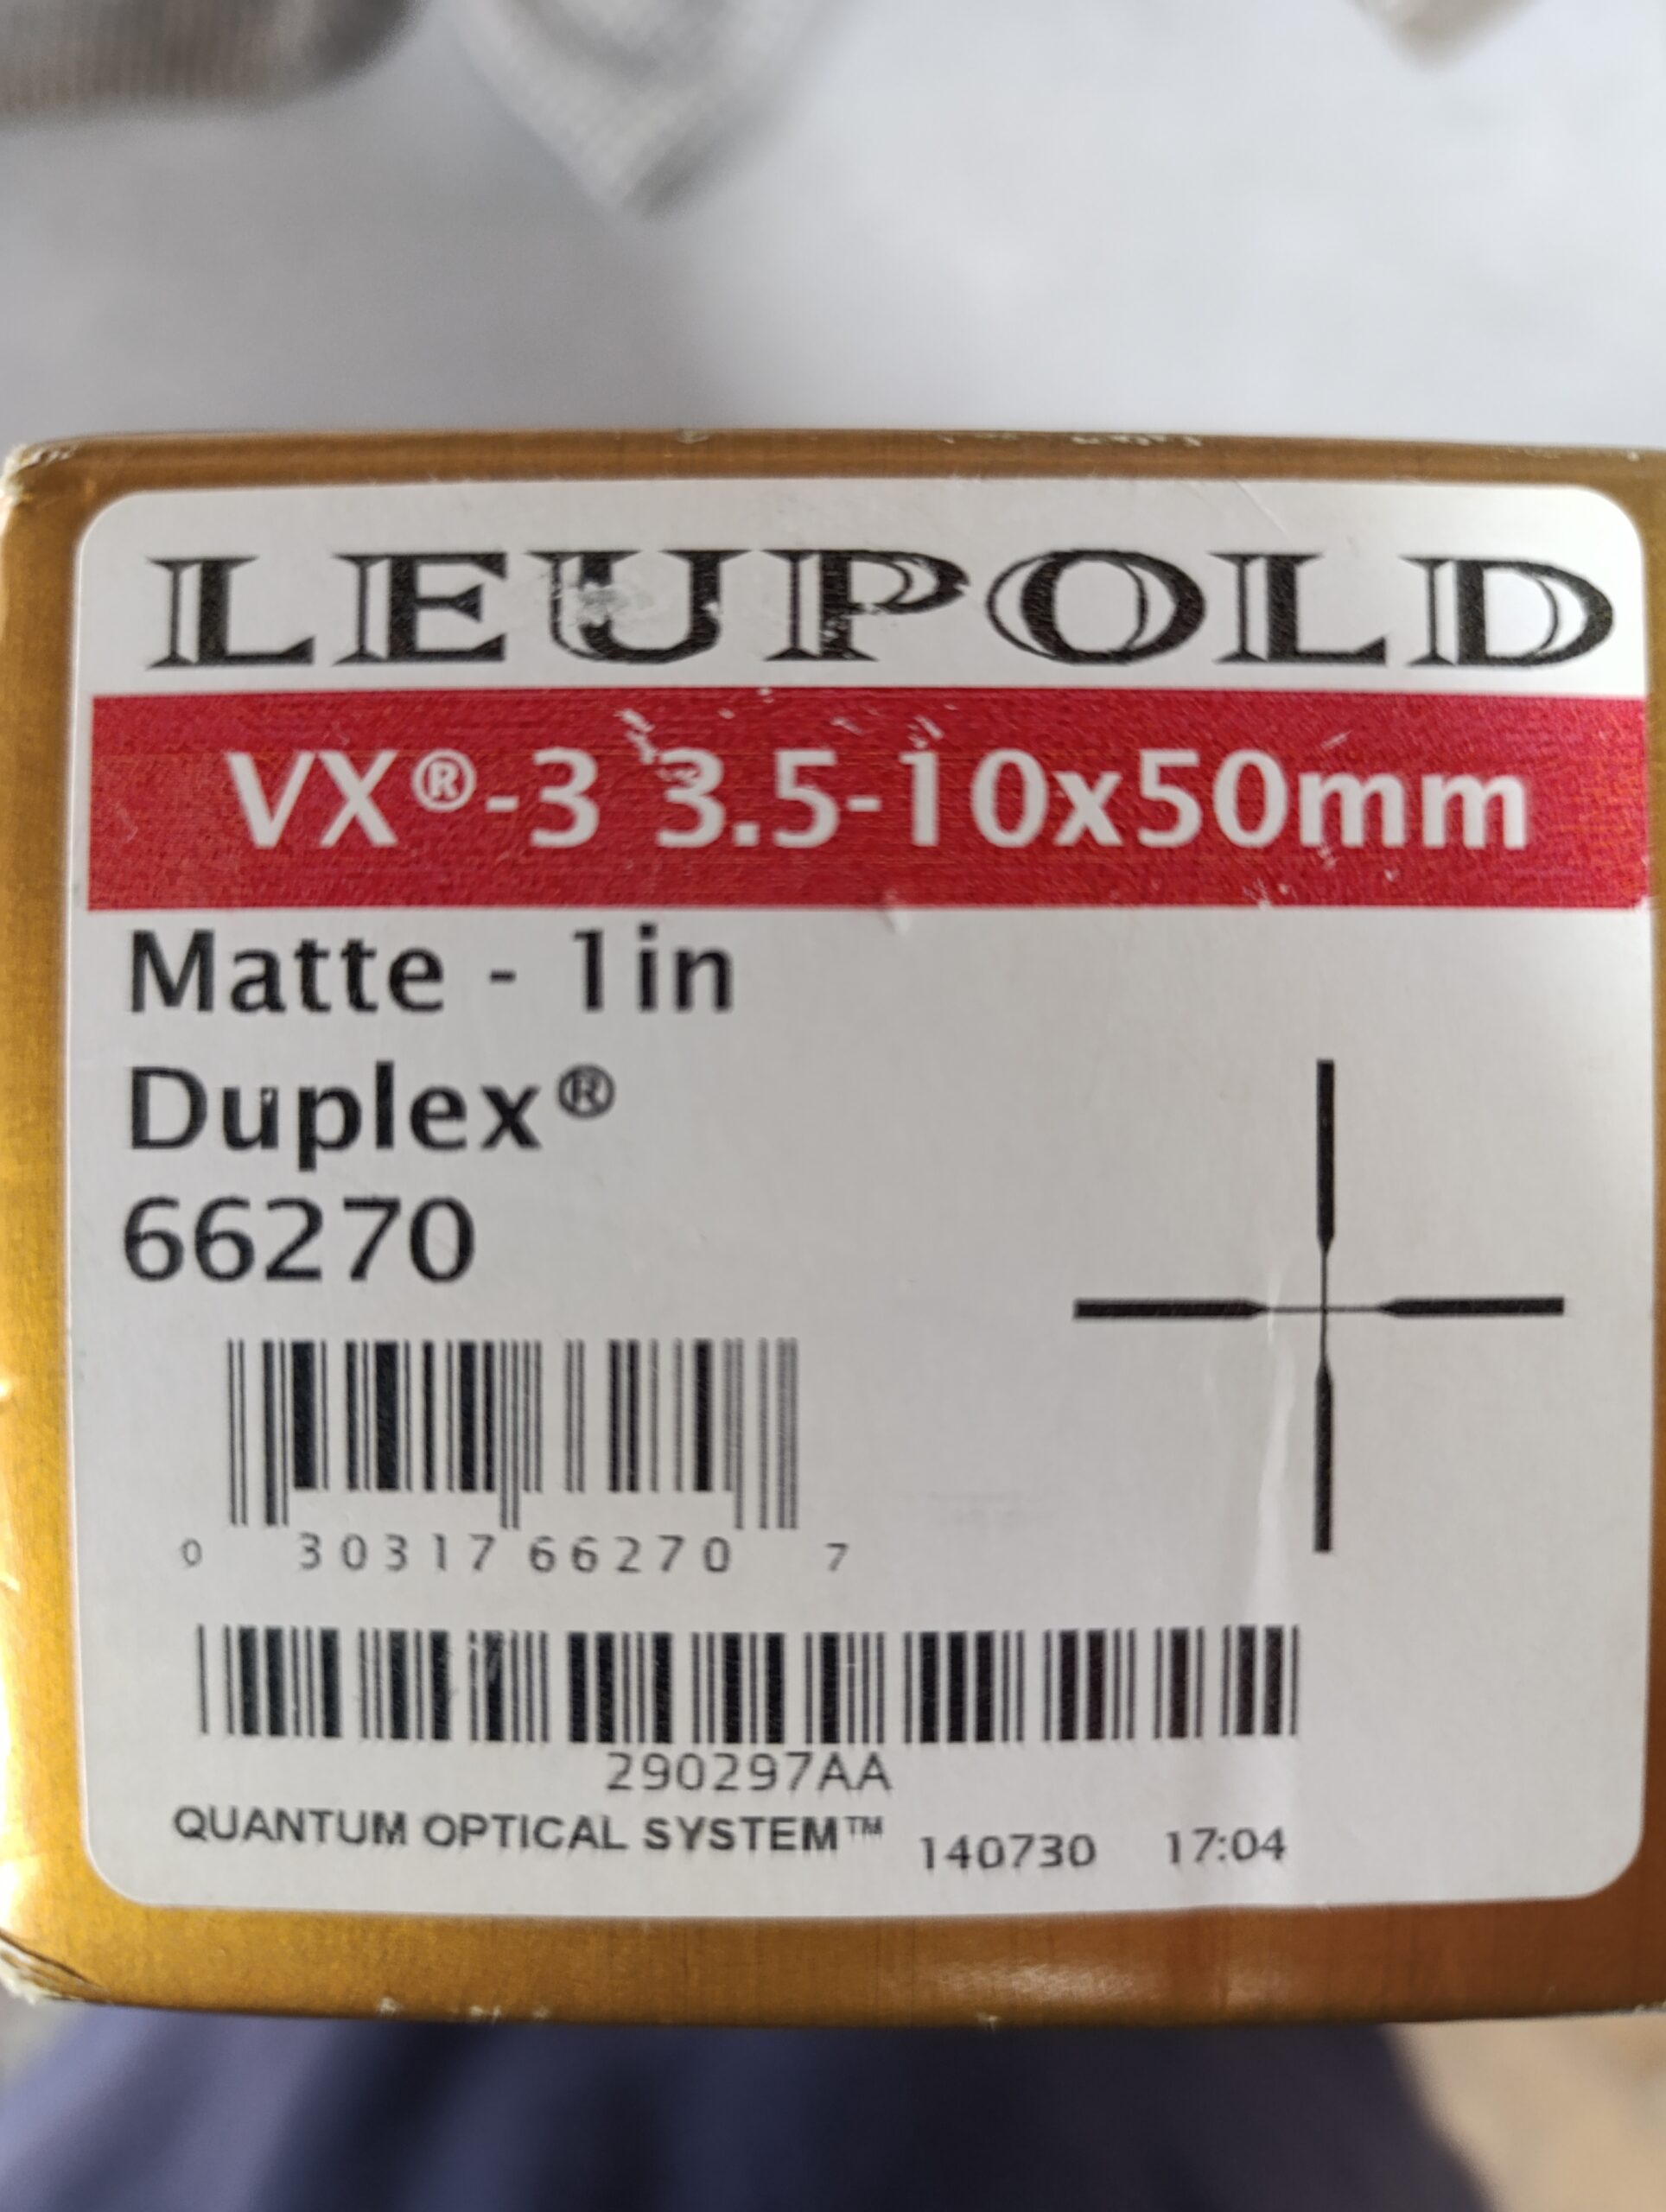 LEUPOLD
VX®-3 3.5-10x50mm
Matte - 1in
Duplex®
66270
0 30317 66270 7
290297AA
QUANTUM OPTICAL SYSTEM™ 140730 17:04